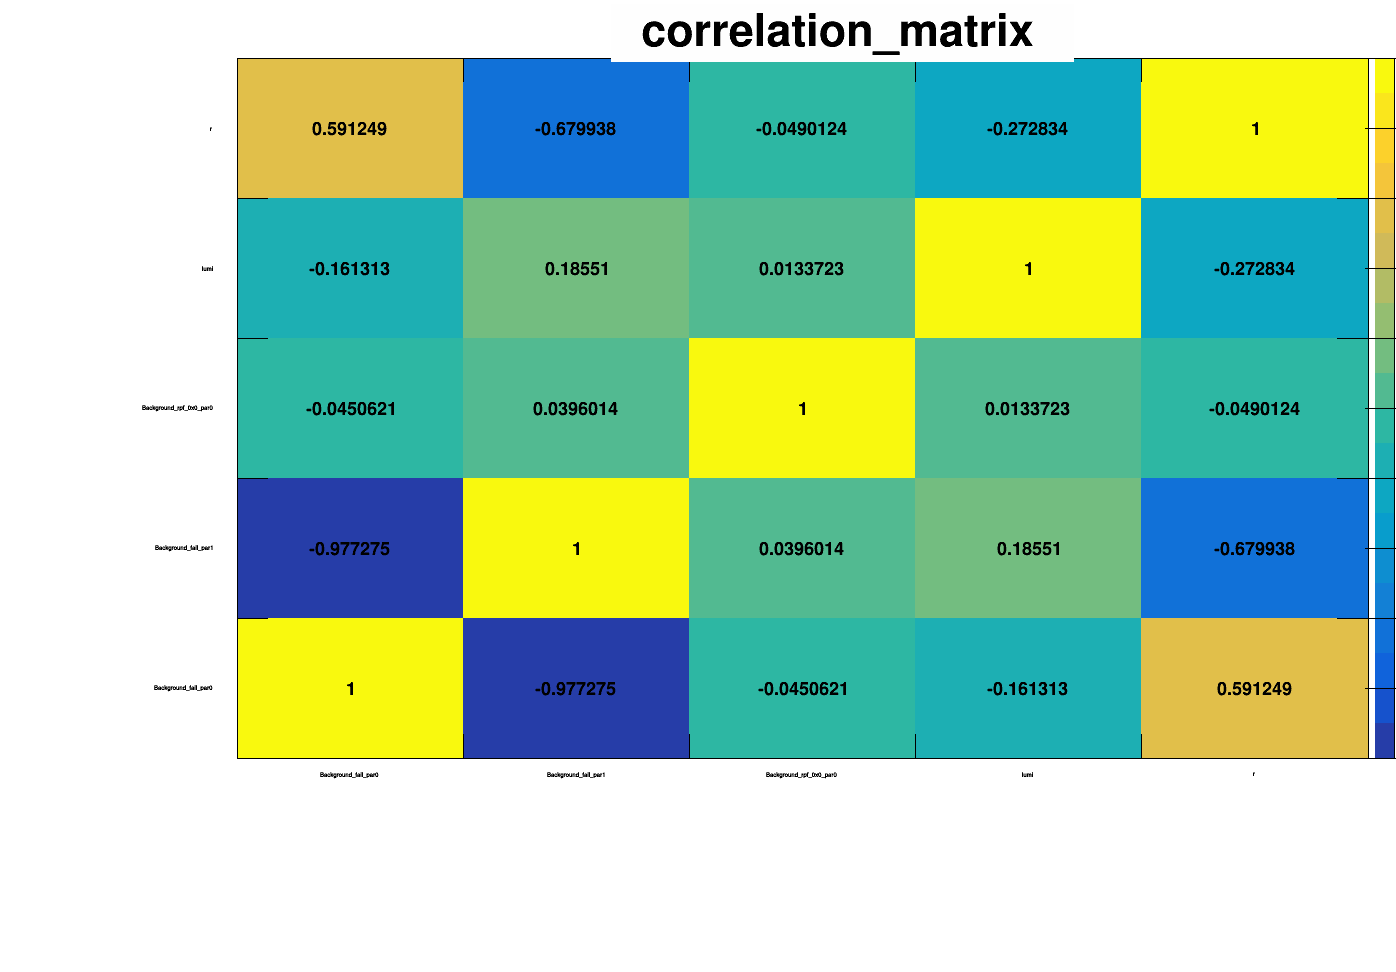 correlation_matrix
r 0.591249 -0.679938 -0.0490124 -0.272834 1
lumi -0.161313 0.18551 0.0133723 1 -0.272834
Background_rpf_0x0_par0 -0.0450621 0.0396014 1 0.0133723 -0.0490124
Background_fail_par1 -0.977275 1 0.0396014 0.18551 -0.679938
Background_fail_par0 1 -0.977275 -0.0450621 -0.161313 0.591249
Background_fail_par0 Background_fail_par1 Background_rpf_0x0_par0 lumi r